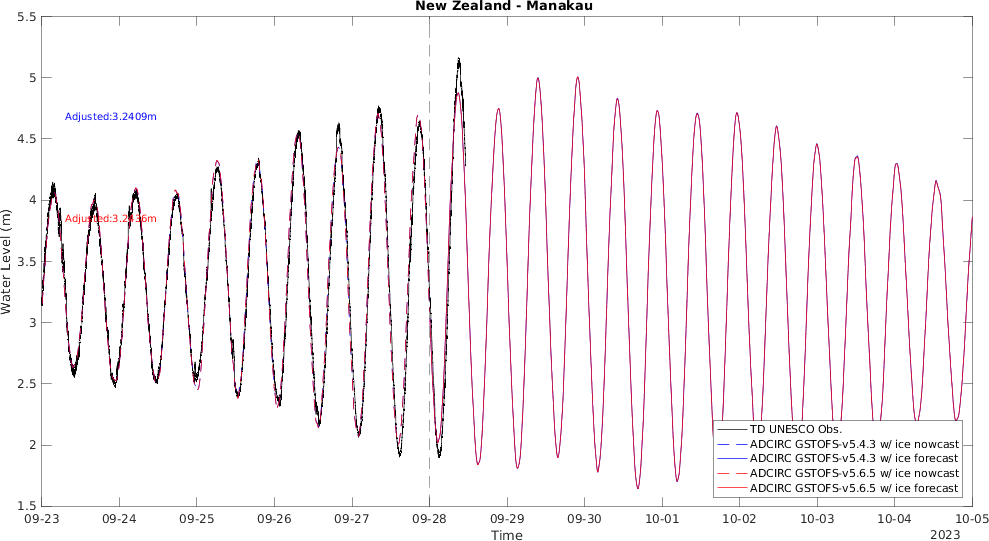 New Zealand - Manakau
5.5
5
4.5
4
3.5
3
2.5
2
1.5
Water Level (m)
Adjusted:3.2409m
Adjusted:3.2436m
TD UNESCO Obs.
ADCIRC GSTOFS-v5.4.3 w/ ice nowcast
ADCIRC GSTOFS-v5.4.3 w/ ice forecast
ADCIRC GSTOFS-v5.6.5 w/ ice nowcast
ADCIRC GSTOFS-v5.6.5 w/ ice forecast
09-23 09-24 09-25 09-26 09-27 09-28 09-29 09-30 10-01 10-02 10-03 10-04 10-05
Time
2023